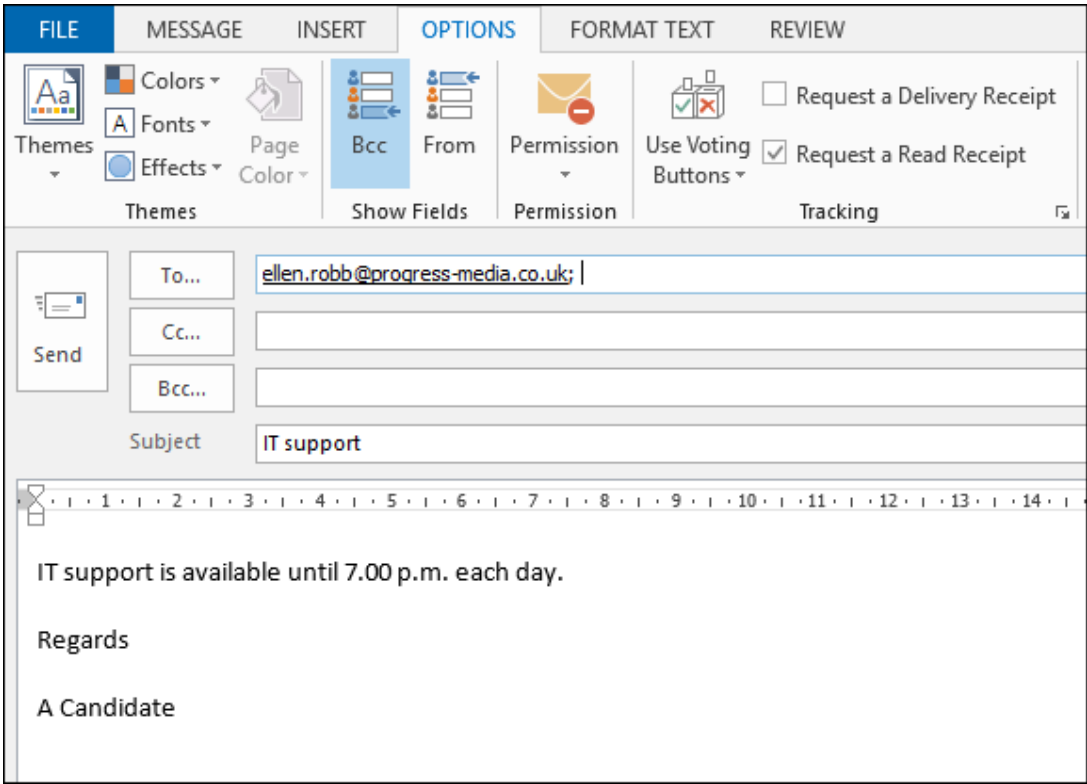 FILE MESSAGE INSERT OPTIONS FORMAT TEXT REVIEW
Aa Colors Request a Delivery Receipt
A Fonts
Themes Page Bcc From Permission Use Voting Request a Read Receipt
Effects Color Buttons
Themes Show Fields Permission Tracking
To... ellen.robb@progress-media.co.uk;
Cc...
Send
Bcc...
Subject IT support
1 2 3 4 5 6 7 8 9 10 11 12 13 14
IT support is available until 7.00 p.m. each day.
Regards
A Candidate